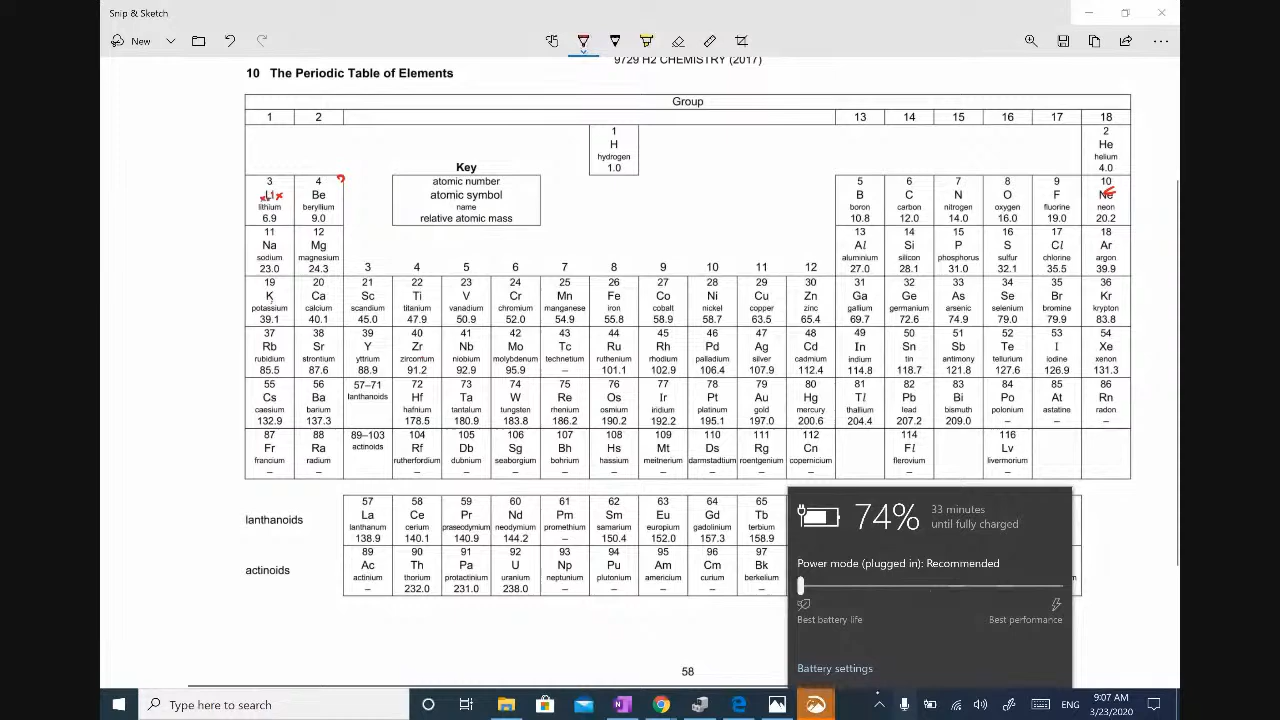 Snip & Sketch
New
9729 H2 CHEMISTRY (2017)
10 The Periodic Table of Elements
Group
1 2 13 14 15 16 17 18
1 2
H He
hydrogen helium
1.0 4.0
Key
3 4 atomic number 5 6 7 8 9 10
Li Be atomic symbol B C N O F Ne
lithium beryllium name boron carbon nitrogen oxygen fluorine neon
6.9 9.0 relative atomic mass 10.8 12.0 14.0 16.0 19.0 20.2
11 12 13 14 15 16 17 18
Na Mg Al Si P S Cl Ar
sodium magnesium aluminium silicon phosphorus sulfur chlorine argon
23.0 24.3 3 4 5 6 7 8 9 10 11 12 27.0 28.1 31.0 32.1 35.5 39.9
19 20 21 22 23 24 25 26 27 28 29 30 31 32 33 34 35 36
K Ca Sc Ti V Cr Mn Fe Co Ni Cu Zn Ga Ge As Se Br Kr
potassium calcium scandium titanium vanadium chromium manganese iron cobalt nickel copper zinc gallium germanium arsenic selenium bromine krypton
39.1 40.1 45.0 47.9 50.9 52.0 54.9 55.8 58.9 58.7 63.5 65.4 69.7 72.6 74.9 79.0 79.9 83.8
37 38 39 40 41 42 43 44 45 46 47 48 49 50 51 52 53 54
Rb Sr Y Zr Nb Mo Tc Ru Rh Pd Ag Cd In Sn Sb Te I Xe
rubidium strontium yttrium zirconium niobium molybdenum technetium ruthenium rhodium palladium silver cadmium indium tin antimony tellurium iodine xenon
85.5 87.6 88.9 91.2 92.9 95.9 – 101.1 102.9 106.4 107.9 112.4 114.8 118.7 121.8 127.6 126.9 131.3
55 56 57–71 72 73 74 75 76 77 78 79 80 81 82 83 84 85 86
Cs Ba lanthanoids Hf Ta W Re Os Ir Pt Au Hg Tl Pb Bi Po At Rn
caesium barium hafnium tantalum tungsten rhenium osmium iridium platinum gold mercury thallium lead bismuth polonium astatine radon
132.9 137.3 178.5 180.9 183.8 186.2 190.2 192.2 195.1 197.0 200.6 204.4 207.2 209.0 – – –
87 88 89–103 104 105 106 107 108 109 110 111 112 114 116
Fr Ra actinoids Rf Db Sg Bh Hs Mt Ds Rg Cn Fl Lv
francium radium rutherfordium dubnium seaborgium bohrium hassium meitnerium darmstadtium roentgenium copernicium flerovium livermorium
– – – – – – – – – – – – –
57 58 59 60 61 62 63 64 65
lanthanoids La Ce Pr Nd Pm Sm Eu Gd Tb
lanthanum cerium praseodymium neodymium promethium samarium europium gadolinium terbium
138.9 140.1 140.9 144.2 – 150.4 152.0 157.3 158.9
89 90 91 92 93 94 95 96 97
actinoids Ac Th Pa U Np Pu Am Cm Bk
actinium thorium protactinium uranium neptunium plutonium americium curium berkelium
– 232.0 231.0 238.0 – – – – –
74% 33 minutes
until fully charged
Power mode (plugged in): Recommended
Best battery life Best performance
Battery settings
58
Type here to search
ENG
9:07 AM
3/23/2020